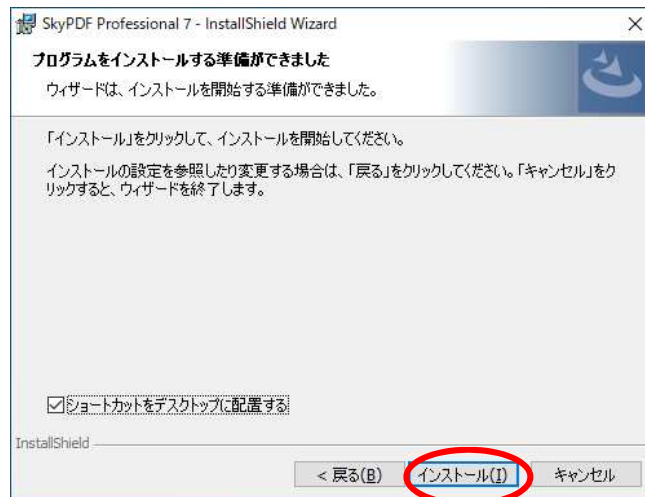 SkyPDF Professional 7 - InstallShield Wizard
プログラムをインストールする準備ができました
ウィザードは、インストールを開始する準備ができました。
「インストール」をクリックして、インストールを開始してください。
インストールの設定を参照したり変更する場合は、「戻る」をクリックしてください。「キャンセル」をク
リックすると、ウィザードを終了します。
ショートカットをデスクトップに配置する
InstallShield
< 戻る(B) インストール(I) キャンセル